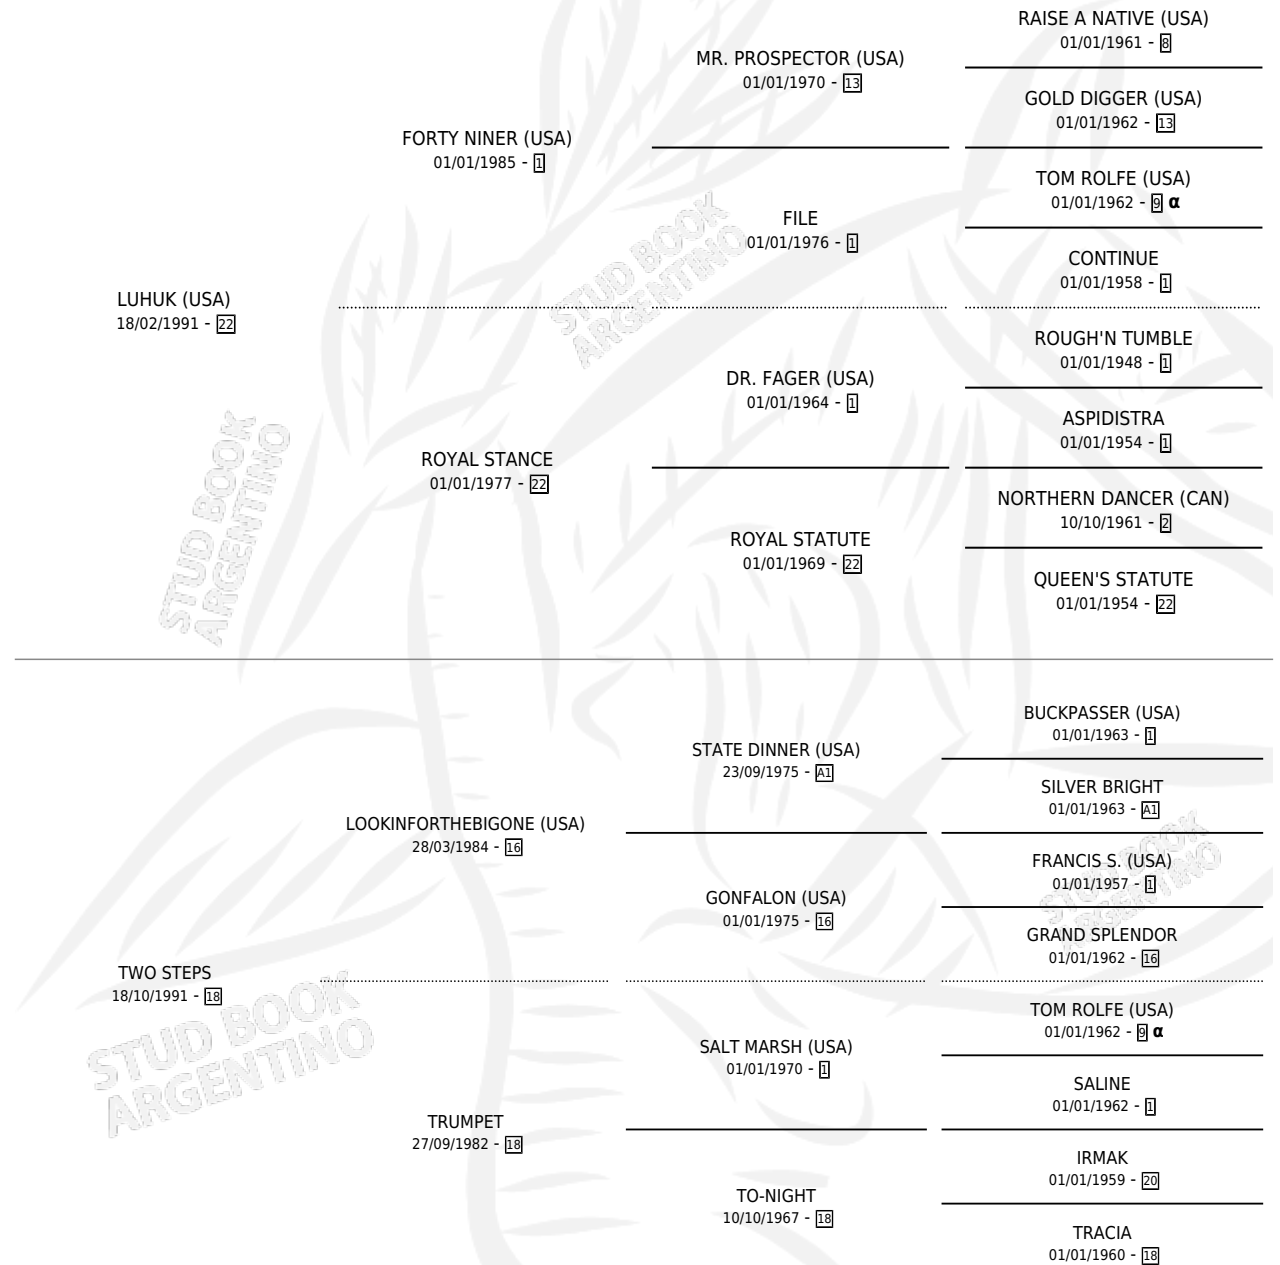 RAISE A NATIVE (USA)
01/01/1961 - 8
MR. PROSPECTOR (USA)
01/01/1970 - 13
GOLD DIGGER (USA)
01/01/1962 - 13
FORTY NINER (USA)
01/01/1985 - 1
TOM ROLFE (USA)
01/01/1962 - 9 α
FILE
01/01/1976 - 1
CONTINUE
01/01/1958 - 1
LUHUK (USA)
18/02/1991 - 22
ROUGH'N TUMBLE
01/01/1948 - 1
DR. FAGER (USA)
01/01/1964 - 1
ASPIDISTRA
01/01/1954 - 1
ROYAL STANCE
01/01/1977 - 22
NORTHERN DANCER (CAN)
10/10/1961 - 2
ROYAL STATUTE
01/01/1969 - 22
QUEEN'S STATUTE
01/01/1954 - 22
BUCKPASSER (USA)
01/01/1963 - 1
STATE DINNER (USA)
23/09/1975 - A1
SILVER BRIGHT
01/01/1963 - A1
LOOKINFORTHEBIGONE (USA)
28/03/1984 - 16
FRANCIS S. (USA)
01/01/1957 - 1
GONFALON (USA)
01/01/1975 - 16
GRAND SPLENDOR
01/01/1962 - 16
TWO STEPS
18/10/1991 - 18
TOM ROLFE (USA)
01/01/1962 - 9 α
SALT MARSH (USA)
01/01/1970 - 1
SALINE
01/01/1962 - 1
TRUMPET
27/09/1982 - 18
IRMAK
01/01/1959 - 20
TO-NIGHT
10/10/1967 - 18
TRACIA
01/01/1960 - 18
STUD BOOK
ARGENTINO
STUD BOOK
ARGENTINO
STUD BOOK
ARGENTINO
STUD BOOK
ARGENTINO